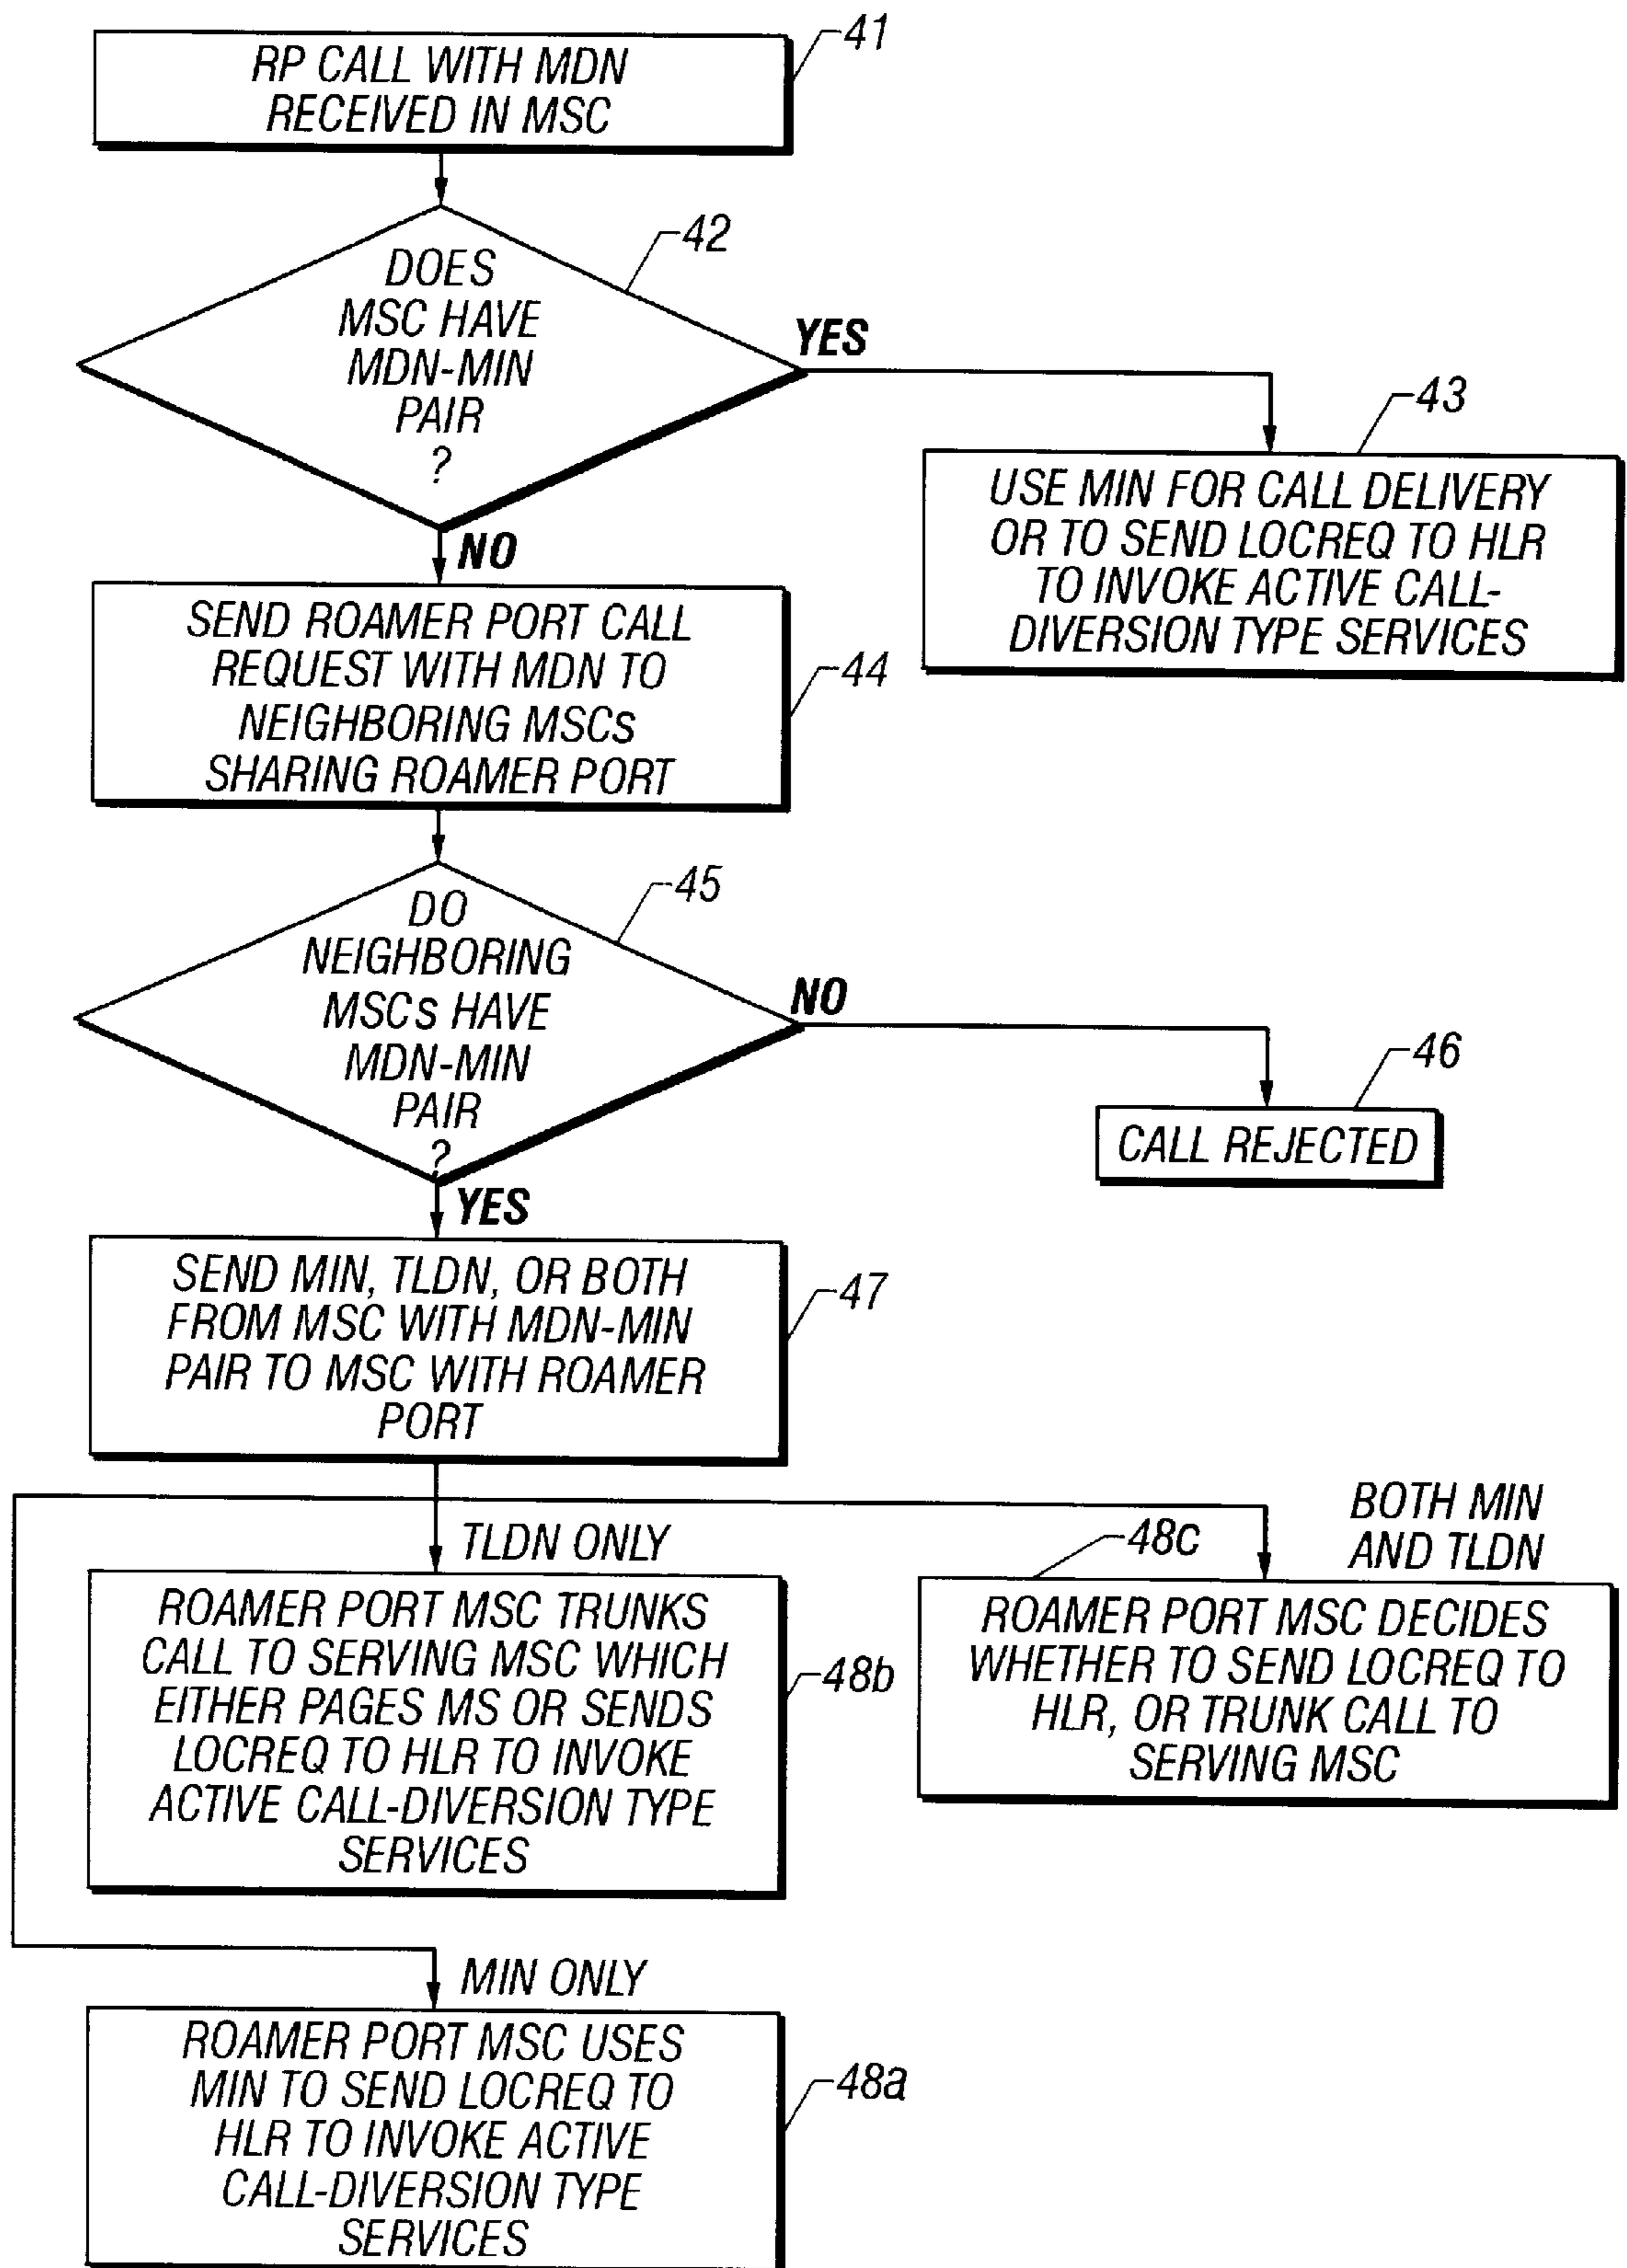 41
RP CALL WITH MDN
RECEIVED IN MSC
42
DOES
MSC HAVE
MDN-MIN
PAIR
?
YES
43
USE MIN FOR CALL DELIVERY
OR TO SEND LOCREQ TO HLR
TO INVOKE ACTIVE CALL-
DIVERSION TYPE SERVICES
NO
44
SEND ROAMER PORT CALL
REQUEST WITH MDN TO
NEIGHBORING MSCs
SHARING ROAMER PORT
45
DO
NEIGHBORING
MSCs HAVE
MDN-MIN
PAIR
?
NO
46
CALL REJECTED
YES
47
SEND MIN, TLDN, OR BOTH
FROM MSC WITH MDN-MIN
PAIR TO MSC WITH ROAMER
PORT
TLDN ONLY
48b
ROAMER PORT MSC TRUNKS
CALL TO SERVING MSC WHICH
EITHER PAGES MS OR SENDS
LOCREQ TO HLR TO INVOKE
ACTIVE CALL-DIVERSION TYPE
SERVICES
BOTH MIN
AND TLDN
48c
ROAMER PORT MSC DECIDES
WHETHER TO SEND LOCREQ TO
HLR, OR TRUNK CALL TO
SERVING MSC
MIN ONLY
48a
ROAMER PORT MSC USES
MIN TO SEND LOCREQ TO
HLR TO INVOKE ACTIVE
CALL-DIVERSION TYPE
SERVICES